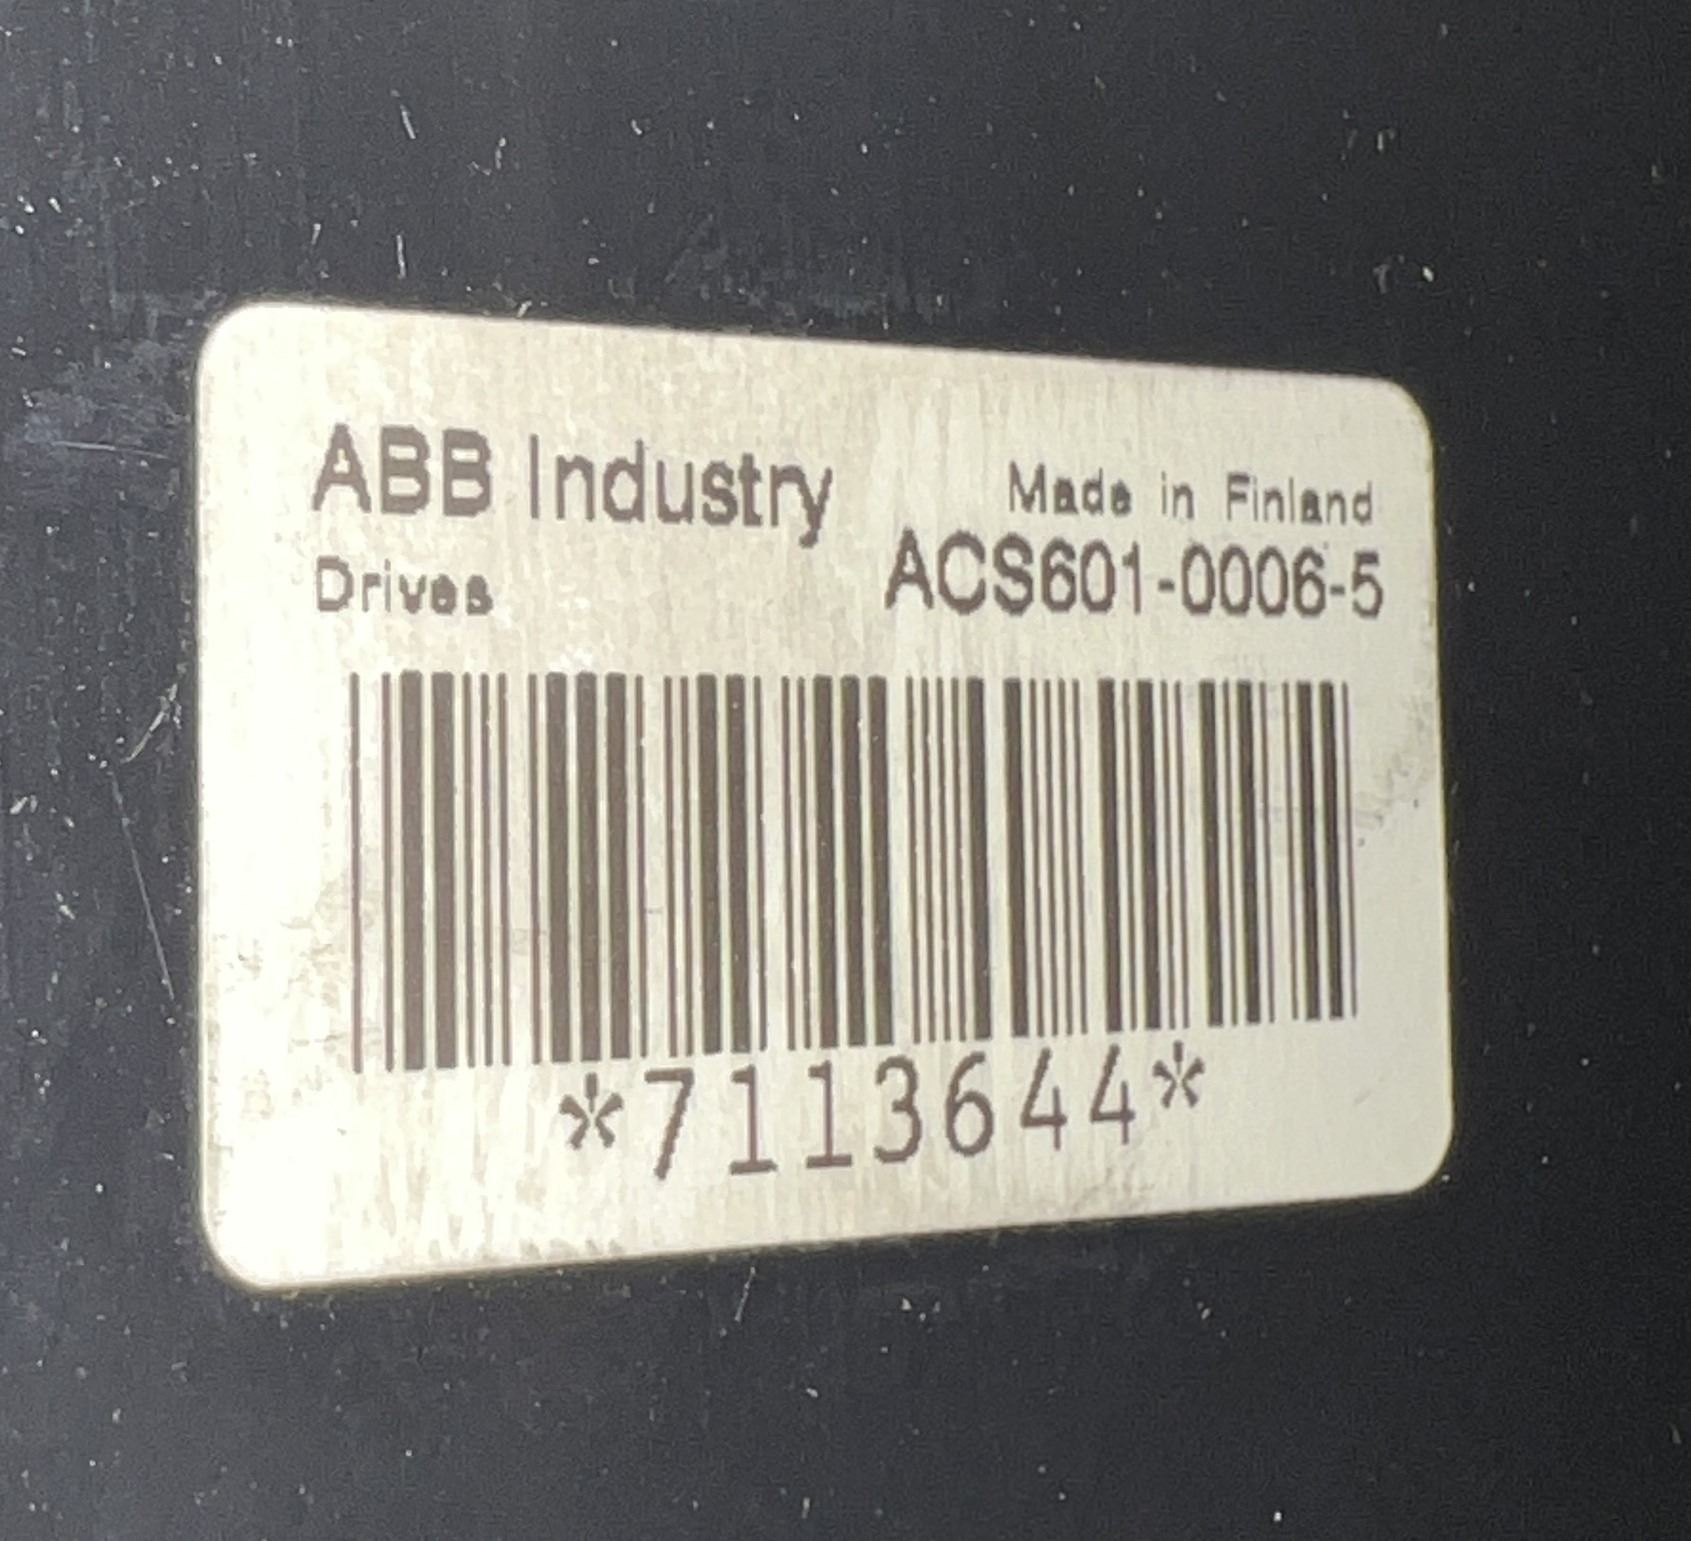 ABB Industry
Made in Finland
Drives
ACS601-0006-5
*7113644*